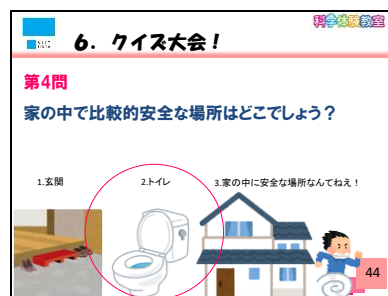 科学体験教室
6. クイズ大会！
第4問
家の中で比較的安全な場所はどこでしょう？
1.玄関
2.トイレ
3.家の中に安全な場所なんてねえ！
44